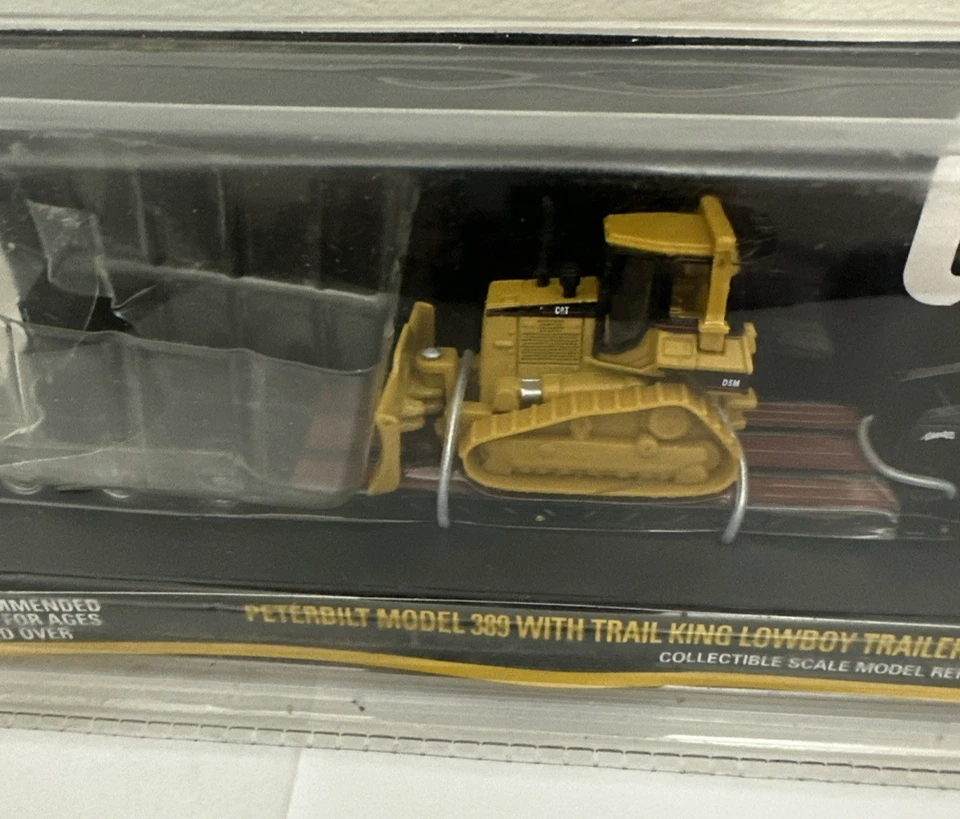 CAT
D5M
MMENDED
FOR AGES
D OVER
PETERBILT MODEL 389 WITH TRAIL KING LOWBOY TRAILER
COLLECTIBLE SCALE MODEL RE